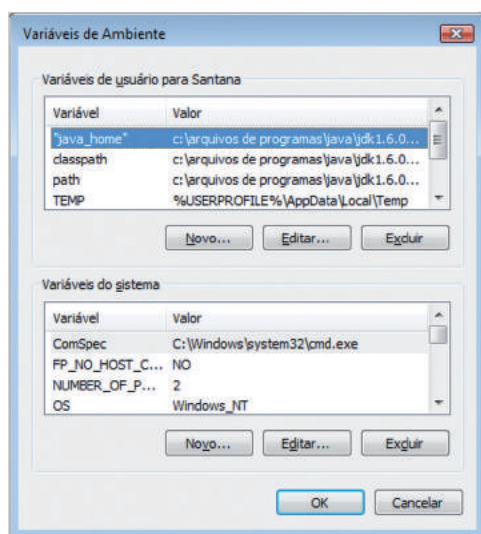 Variáveis de Ambiente
Variáveis de usuário para Santana
Variável Valor
"java_home" c:\arquivos de programas\java\jdk1.6.0...
classpath c:\arquivos de programas\java\jdk1.6.0...
path c:\arquivos de programas\java\jdk1.6.0...
TEMP %USERPROFILE%\AppData\Local\Temp
Novo... Editar... Excluir
Variáveis do sistema
Variável Valor
ComSpec C:\Windows\system32\cmd.exe
FP_NO_HOST_C... NO
NUMBER_OF_P... 2
OS Windows_NT
Novo... Editar... Excluir
OK Cancelar